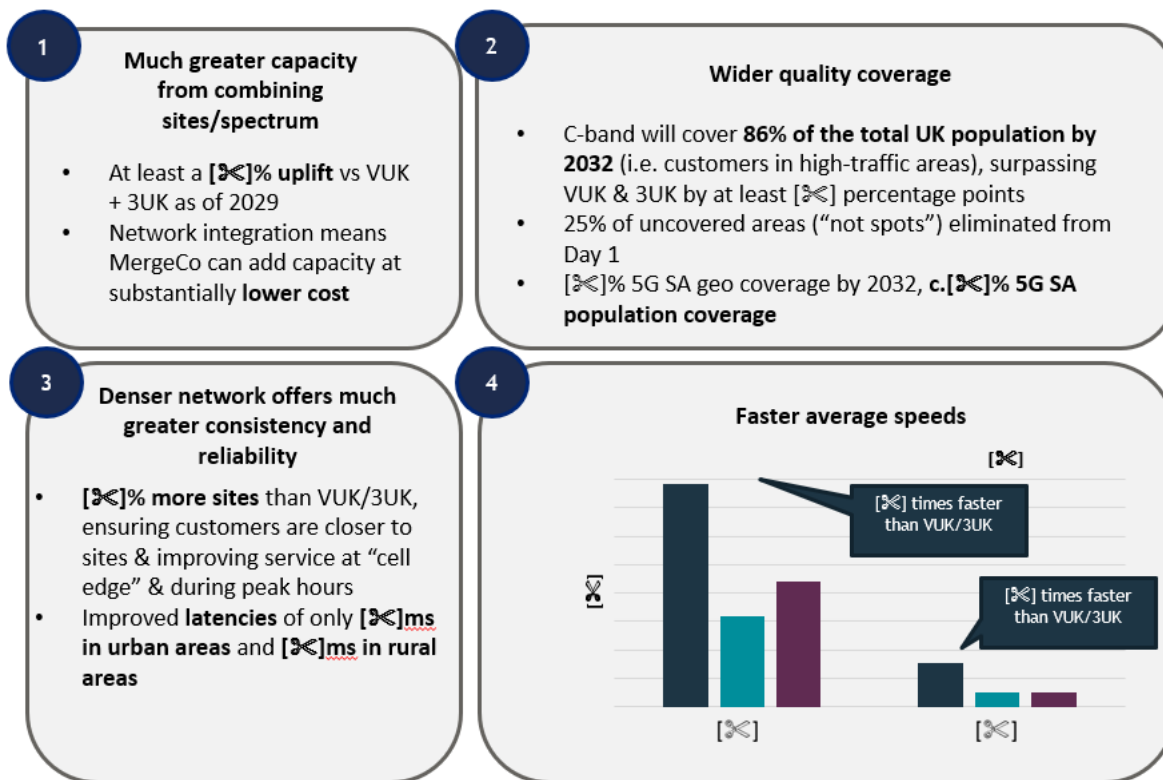 1
Much greater capacity
from combining
sites/spectrum
• At least a [✂]% uplift vs VUK
+ 3UK as of 2029
• Network integration means
MergeCo can add capacity at
substantially lower cost
2
Wider quality coverage
• C-band will cover 86% of the total UK population by
2032 (i.e. customers in high-traffic areas), surpassing
VUK & 3UK by at least [✂] percentage points
• 25% of uncovered areas (“not spots”) eliminated from
Day 1
• [✂]% 5G SA geo coverage by 2032, c.[✂]% 5G SA
population coverage
3
Denser network offers much
greater consistency and
reliability
• [✂]% more sites than VUK/3UK,
ensuring customers are closer to
sites & improving service at “cell
edge” & during peak hours
• Improved latencies of only [✂]ms
in urban areas and [✂]ms in rural
areas
4
Faster average speeds
[✂]
[✂] times faster
than VUK/3UK
[✂]
[✂] times faster
than VUK/3UK
[✂]
[✂]